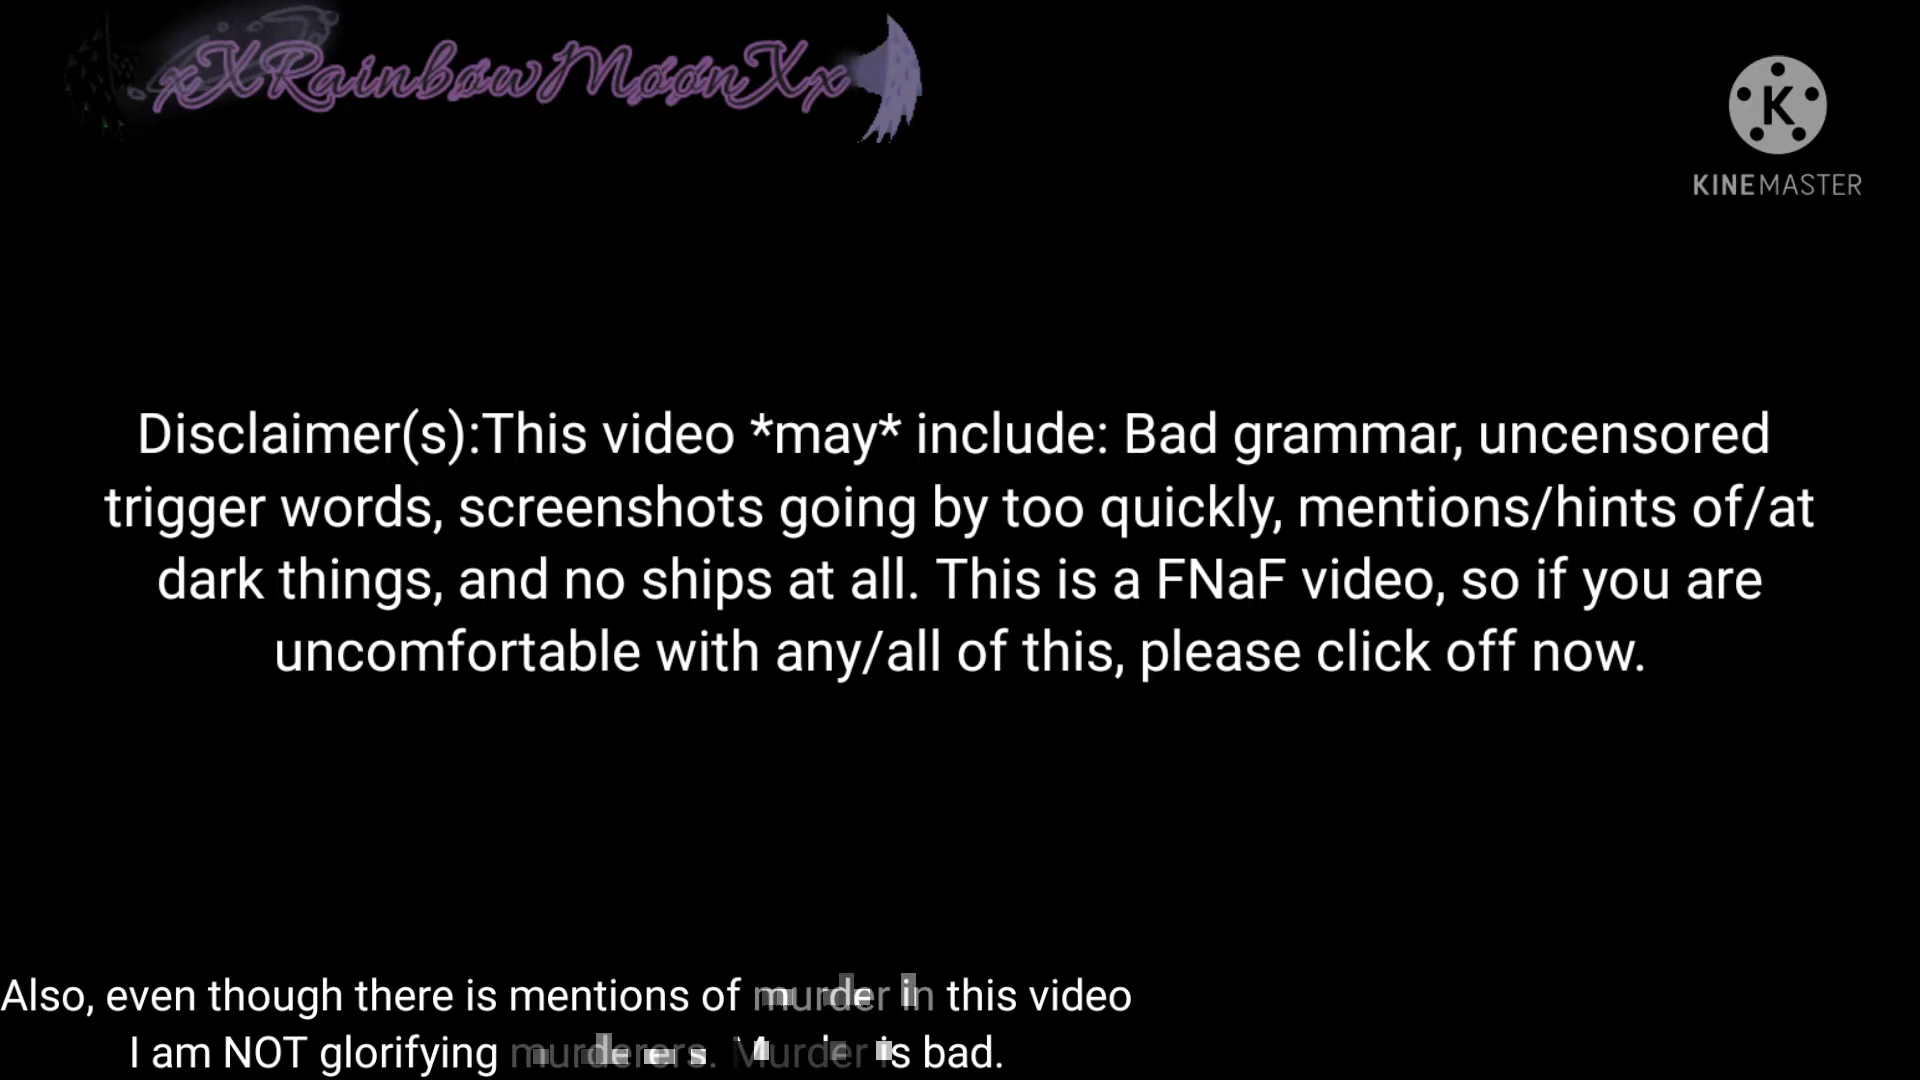 xXRainbøwMøønXx
K
KINEMASTER
Disclaimer(s):This video *may* include: Bad grammar, uncensored
trigger words, screenshots going by too quickly, mentions/hints of/at
dark things, and no ships at all. This is a FNaF video, so if you are
uncomfortable with any/all of this, please click off now.
Also, even though there is mentions of murder in this video
I am NOT glorifying murderers. Murder is bad.